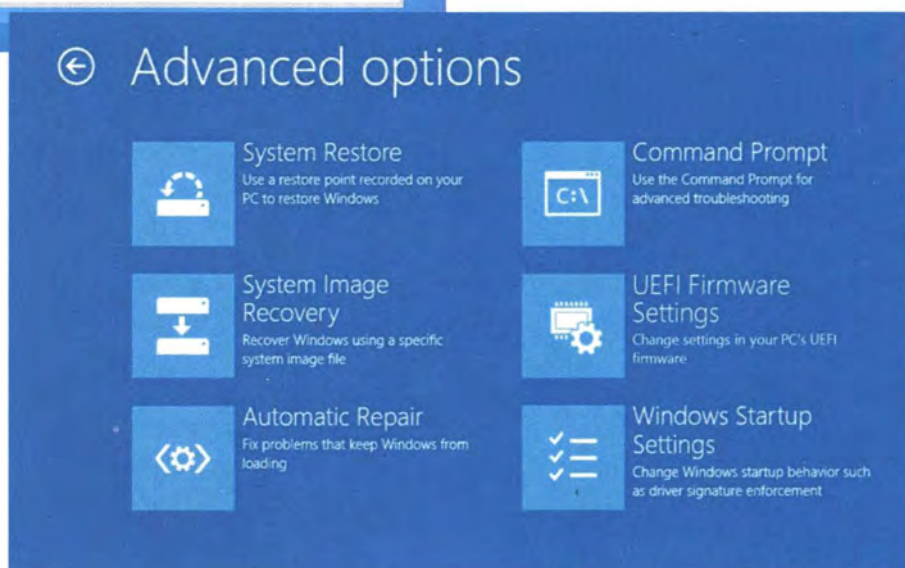 Advanced options
System Restore
Use a restore point recorded on your
PC to restore Windows
Command Prompt
Use the Command Prompt for
advanced troubleshooting
C:\
System Image
Recovery
Recover Windows using a specific
system image file
UEFI Firmware
Settings
Change settings in your PC's UEFI
firmware
Automatic Repair
Fix problems that keep Windows from
loading
Windows Startup
Settings
Change Windows startup behavior such
as driver signature enforcement